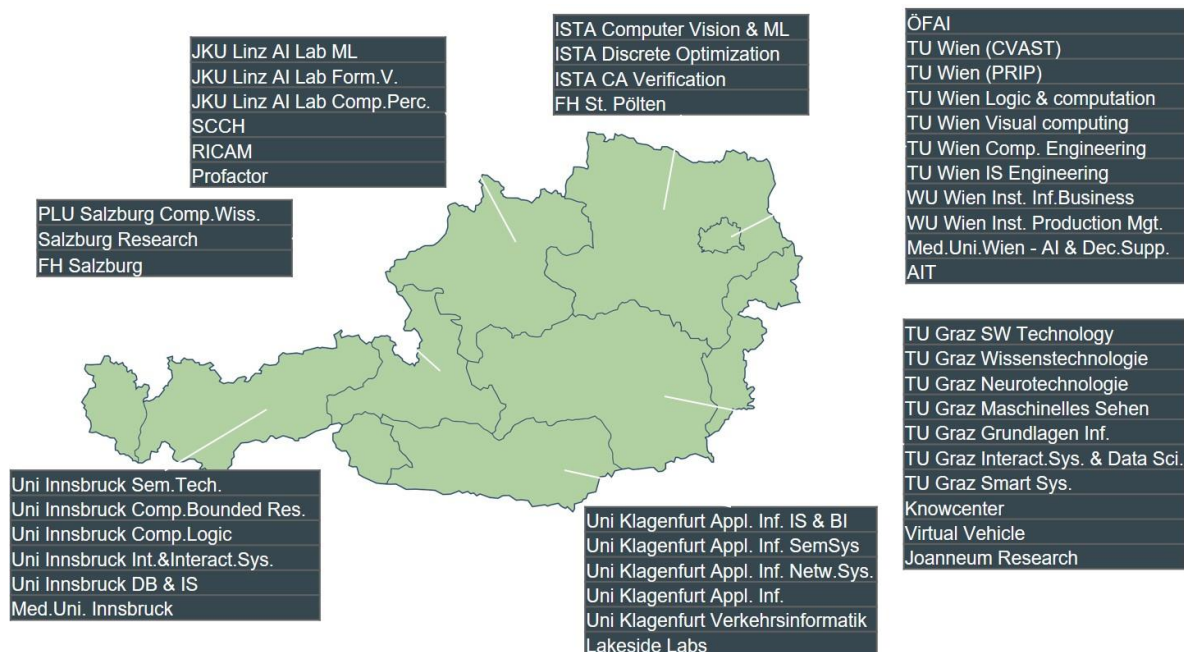 JKU Linz AI Lab ML
JKU Linz AI Lab Form.V.
JKU Linz AI Lab Comp.Perc.
SCCH
RICAM
Profactor
ISTA Computer Vision & ML
ISTA Discrete Optimization
ISTA CA Verification
FH St. Pölten
ÖFAI
TU Wien (CVAST)
TU Wien (PRIP)
TU Wien Logic & computation
TU Wien Visual computing
TU Wien Comp. Engineering
TU Wien IS Engineering
WU Wien Inst. Inf.Business
WU Wien Inst. Production Mgt.
Med.Uni.Wien - AI & Dec.Supp.
AIT
PLU Salzburg Comp.Wiss.
Salzburg Research
FH Salzburg
TU Graz SW Technology
TU Graz Wissenstechnologie
TU Graz Neurotechnologie
TU Graz Maschinelles Sehen
TU Graz Grundlagen Inf.
TU Graz Interact.Sys. & Data Sci.
TU Graz Smart Sys.
Knowcenter
Virtual Vehicle
Joanneum Research
Uni Innsbruck Sem.Tech.
Uni Innsbruck Comp.Bounded Res.
Uni Innsbruck Comp.Logic
Uni Innsbruck Int.&Interact.Sys.
Uni Innsbruck DB & IS
Med.Uni. Innsbruck
Uni Klagenfurt Appl. Inf. IS & BI
Uni Klagenfurt Appl. Inf. SemSys
Uni Klagenfurt Appl. Inf. Netw.Sys.
Uni Klagenfurt Appl. Inf.
Uni Klagenfurt Verkehrsinformatik
Lakeside Labs